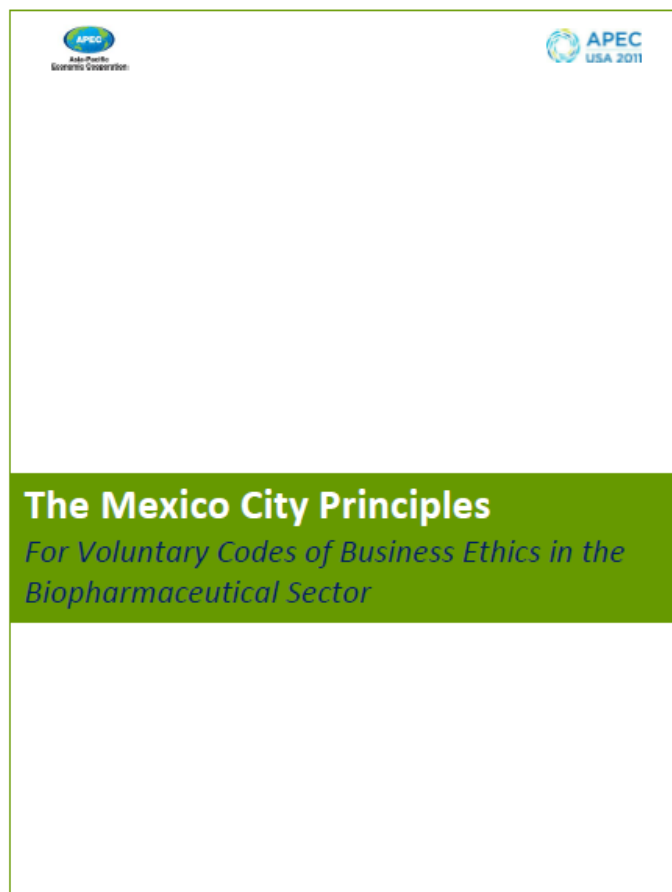 APEC
Asia-Pacific
Economic Cooperation
APEC
USA 2011
The Mexico City Principles
For Voluntary Codes of Business Ethics in the
Biopharmaceutical Sector